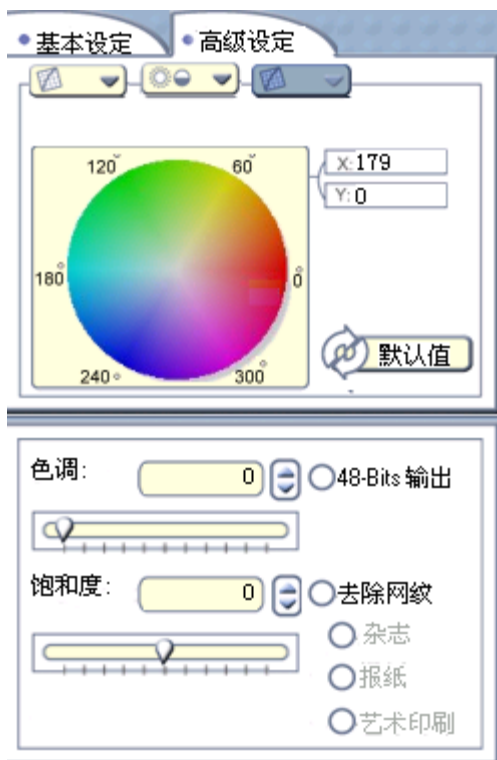 基本设定 高级设定
120° 60°
X:179
Y:0
180° 0°
240° 300°
默认值
色调: 0 48-Bits 输出
饱和度: 0 去除网纹
杂志
报纸
艺术印刷